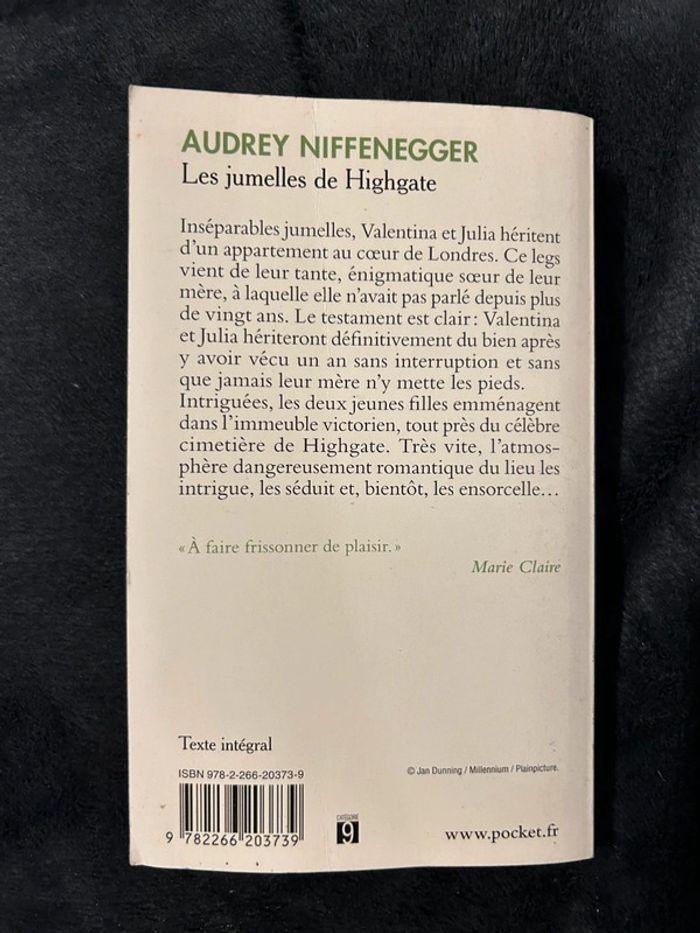 AUDREY NIFFENEGGER
Les jumelles de Highgate
Inséparables jumelles, Valentina et Julia héritent
d'un appartement au cœur de Londres. Ce legs
vient de leur tante, énigmatique sœur de leur
mère, à laquelle elle n'avait pas parlé depuis plus
de vingt ans. Le testament est clair : Valentina
et Julia hériteront définitivement du bien après
y avoir vécu un an sans interruption et sans
que jamais leur mère n'y mette les pieds.
Intriguées, les deux jeunes filles emménagent
dans l'immeuble victorien, tout près du célèbre
cimetière de Highgate. Très vite, l'atmos-
phère dangereusement romantique du lieu les
intrigue, les séduit et, bientôt, les ensorcelle…
« À faire frissonner de plaisir. »
Marie Claire
Texte intégral
ISBN 978-2-266-20373-9
© Jan Dunning / Millennium / Plainpicture.
9 782266 203739
CATÉGORIE
9
www.pocket.fr